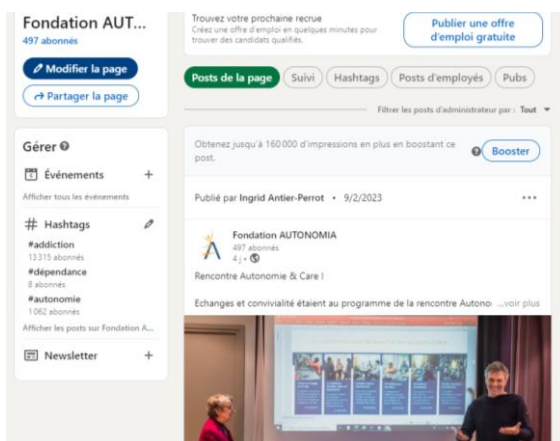 Fondation AUT...
497 abonnés
Modifier la page
Partager la page
Gérer
Événements
Afficher tous les événements
Hashtags
#addiction
13 315 abonnés
#dépendance
8 abonnés
#autonomie
1 062 abonnés
Afficher les posts sur Fondation A...
Newsletter
Trouvez votre prochaine recrue
Créez une offre d'emploi en quelques minutes pour
trouver des candidats qualifiés.
Publier une offre
d'emploi gratuite
Posts de la page
Suivi
Hashtags
Posts d'employés
Pubs
Filtrer les posts d'administrateur par : Tout
Obtenez jusqu'à 160 000 d'impressions en plus en boostant ce
post.
Booster
Publié par Ingrid Antier-Perrot • 9/2/2023
Fondation AUTONOMIA
497 abonnés
4 j •
Rencontre Autonomie & Care !
Echanges et convivialité étaient au programme de la rencontre Autono ...voir plus